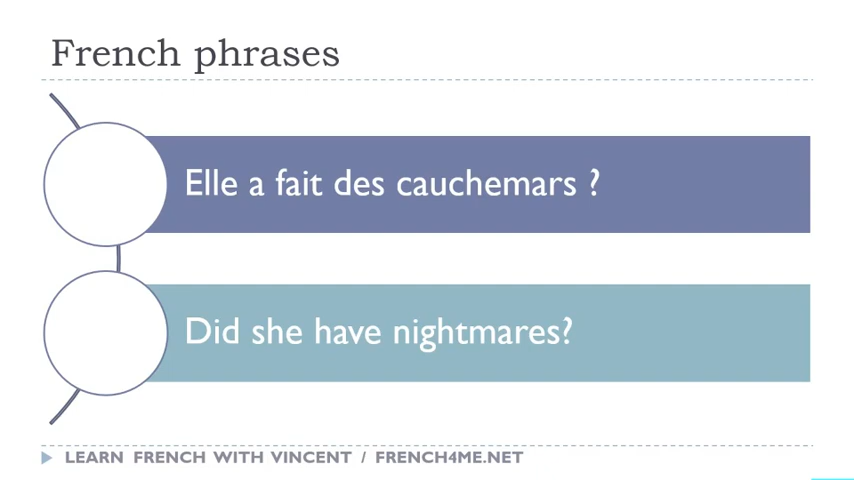 French phrases
Elle a fait des cauchemars ?
Did she have nightmares?
LEARN FRENCH WITH VINCENT / FRENCH4ME.NET